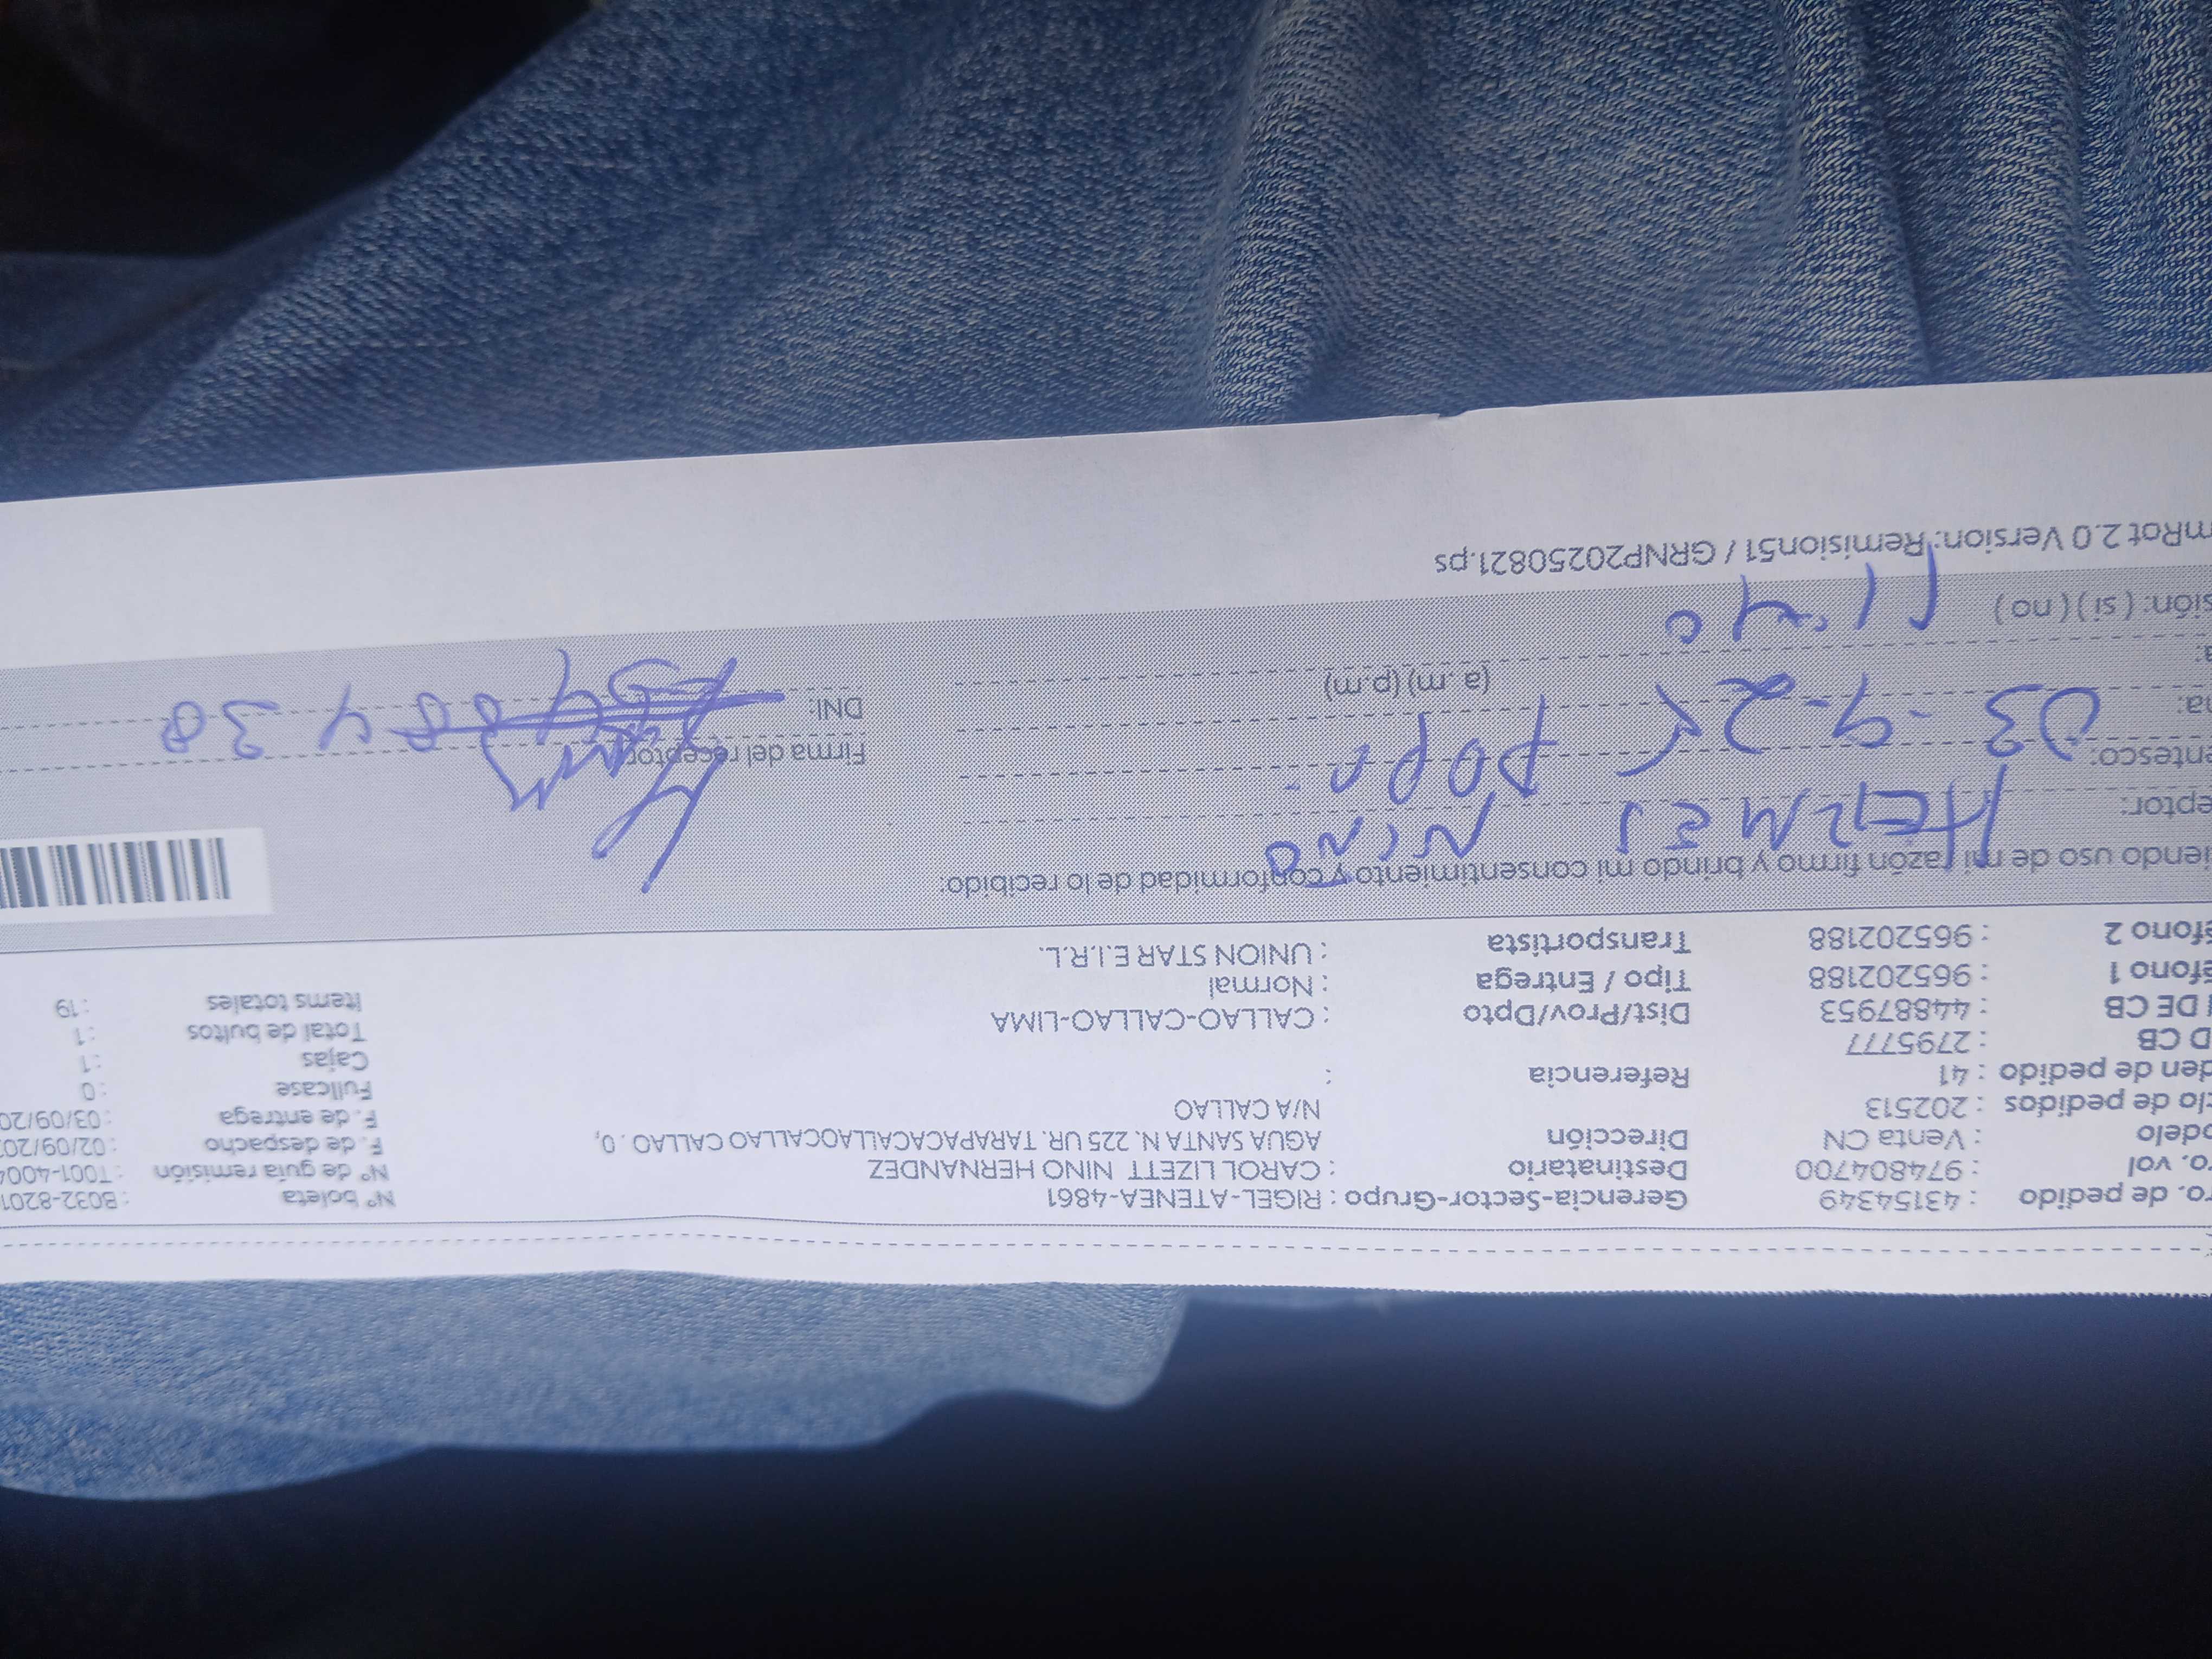 ro. de pedido : 43154349 Gerencia-Sector-Grupo : RIGEL-ATENEA-4861 N° boleta : B032-8201
ro. vol : 974804700 Destinatario : CAROL LIZETT NINO HERNANDEZ N° de guía remisión : T001-4004
odelo : Venta CN Dirección AGUA SANTA N. 225 UR. TARAPACACALLAOCALLAO CALLAO . 0, F. de despacho : 02/09/20
clo de pedidos : 202513 N/A CALLAO F. de entrega : 03/09/20
den de pedido : 41 Referencia : Fullcase : 0
D CB : 2795777 Cajas : 1
I DE CB : 44887953 Dist/Prov/Dpto : CALLAO-CALLAO-LIMA Total de bultos : 1
éfono 1 : 965202188 Tipo / Entrega : Normal Items totales : 19
éfono 2 : 965202188 Transportista : UNION STAR E.I.R.L.
iendo uso de mi razón firmo y brindo mi consentimiento y conformidad de lo recibido:
eptor: HERMES NIÑO
entesco: papa Firma del receptor
ha: 03-9-25 DNI:
a: 11:40 (a.m) (p.m)
sión: ( si ) ( no )
mRot 2.0 Version: Remision51 / GRNP20250821.ps